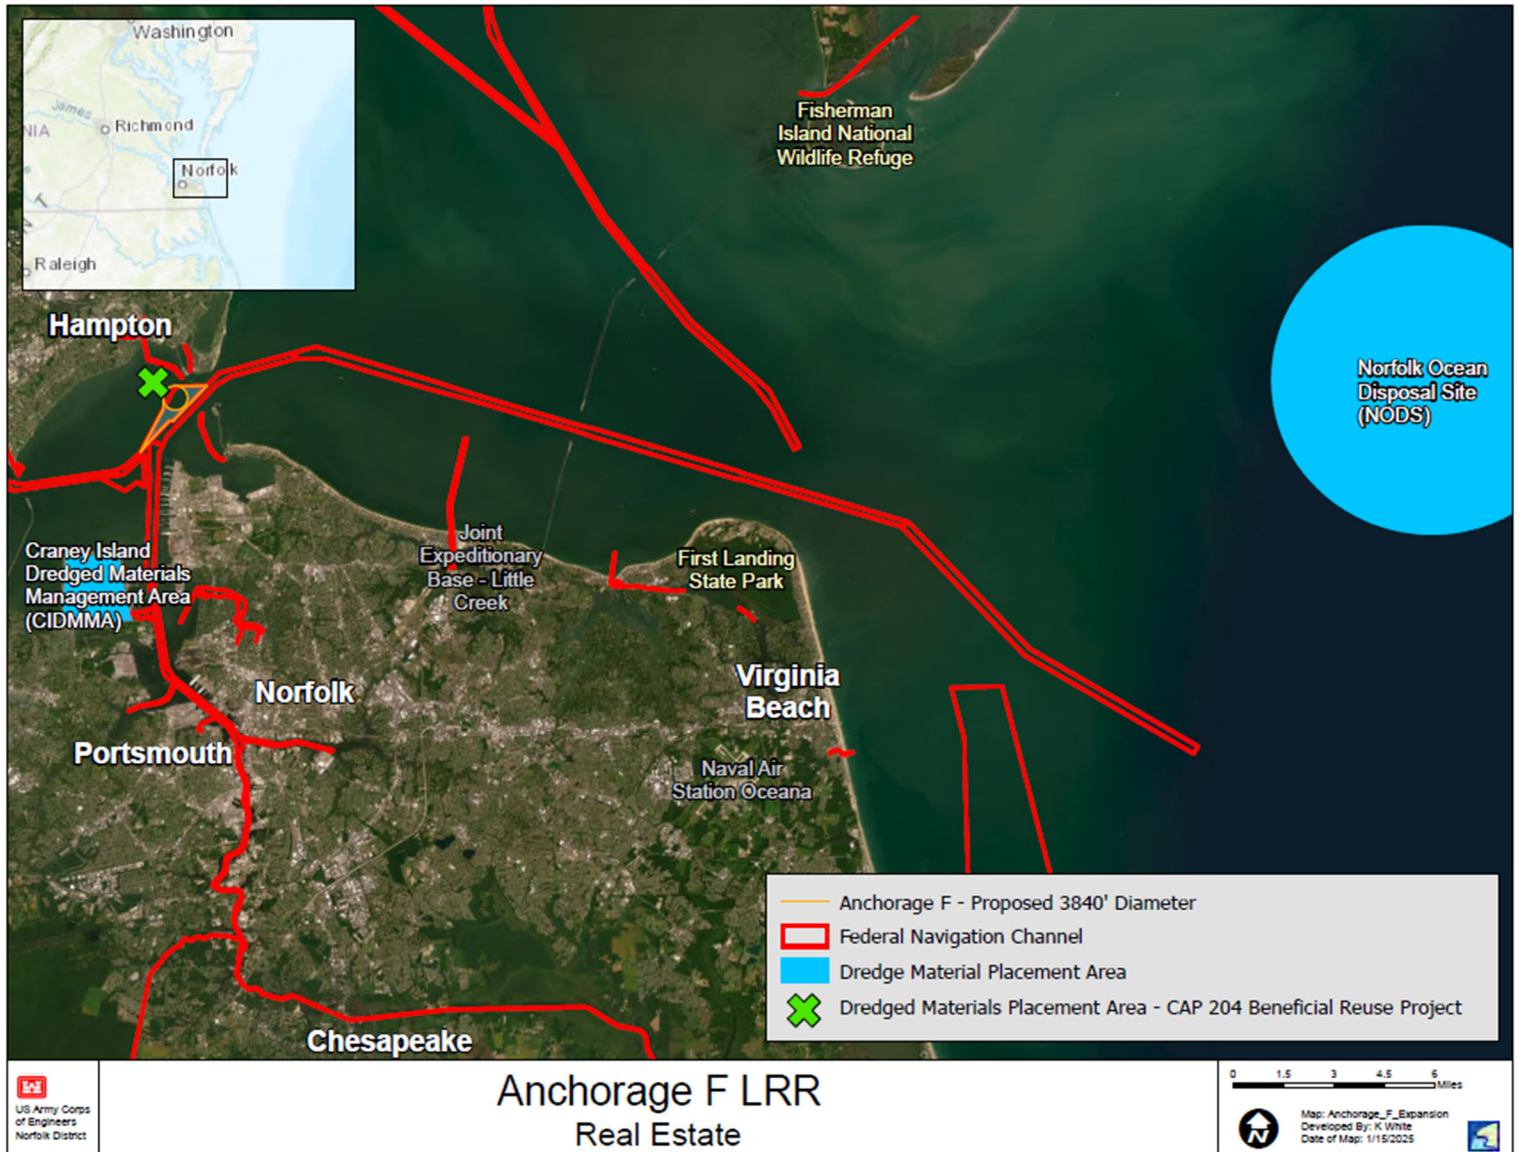 Washington
James
NIA
Richmond
Norfolk
T
Raleigh
Fisherman
Island National
Wildlife Refuge
Hampton
Norfolk Ocean
Disposal Site
(NODS)
Craney Island
Dredged Materials
Management Area
(CIDMMA)
Joint
Expeditionary
Base - Little
Creek
First Landing
State Park
Norfolk
Virginia
Beach
Portsmouth
Naval Air
Station Oceana
Chesapeake
Anchorage F - Proposed 3840' Diameter
Federal Navigation Channel
Dredge Material Placement Area
Dredged Materials Placement Area - CAP 204 Beneficial Reuse Project
US Army Corps
of Engineers
Norfolk District
Anchorage F LRR
Real Estate
0 1.5 3 4.5 6
Miles
N
Map: Anchorage_F_Expansion
Developed By: K White
Date of Map: 1/15/2025